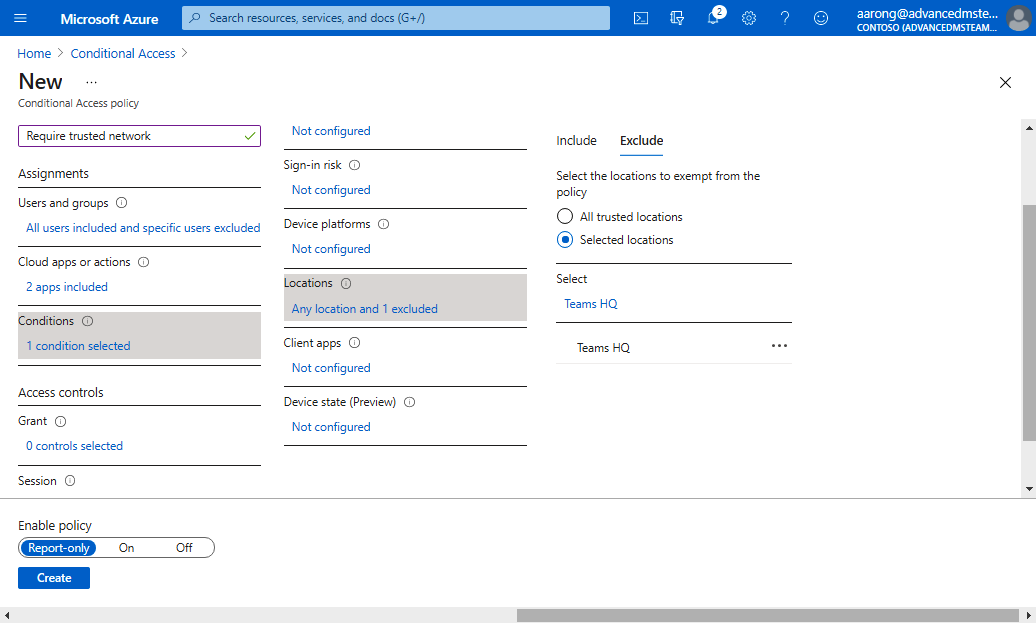 Microsoft Azure
Search resources, services, and docs (G+/)
2
aarong@advancedmste...
CONTOSO (ADVANCEDMSTEAM...
Home > Conditional Access >
New ...
Conditional Access policy
Require trusted network
Assignments
Users and groups
All users included and specific users excluded
Cloud apps or actions
2 apps included
Conditions
1 condition selected
Access controls
Grant
0 controls selected
Session
Not configured
Sign-in risk
Not configured
Device platforms
Not configured
Locations
Any location and 1 excluded
Client apps
Not configured
Device state (Preview)
Not configured
Include Exclude
Select the locations to exempt from the
policy
All trusted locations
Selected locations
Select
Teams HQ
Teams HQ
Enable policy
Report-only On Off
Create